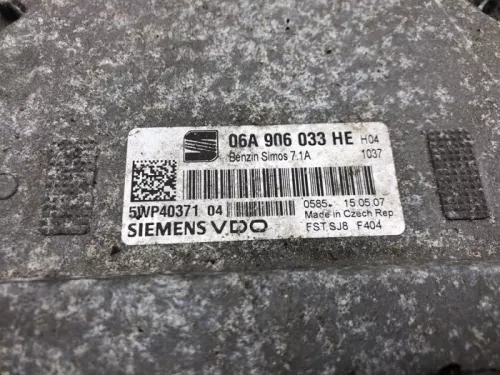 06A 906 033 HE H04
Benzin Simos 7.1A 1037
5WP40371 04 0585. 15.05.07
Made in Czech Rep.
SIEMENS VDO FST SJ8 F404